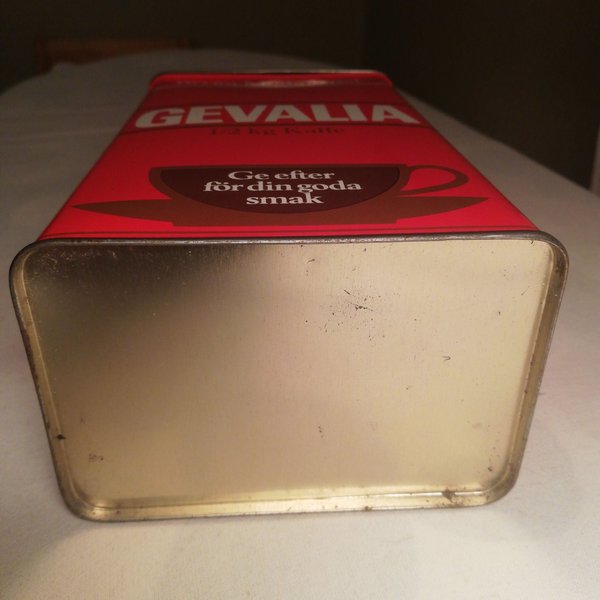 GEVALIA
1/2 kg Kaffe
Ge efter
för din goda
smak